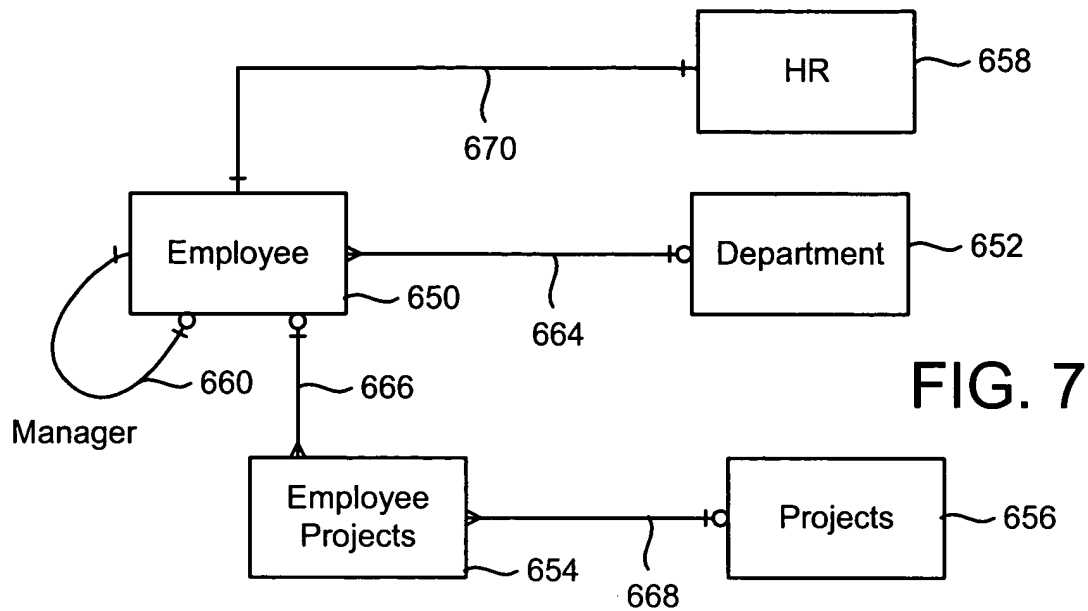 HR
658
670
Employee
650
Department
652
664
660
Manager
666
FIG. 7
Employee
Projects
654
Projects
656
668